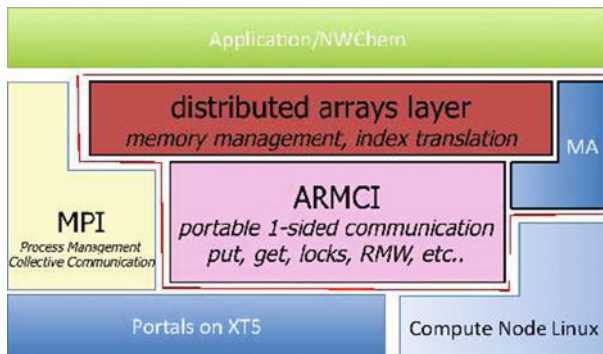 Application/NWChem
distributed arrays layer
memory management, index translation
MA
ARMCI
portable 1-sided communication
put, get, locks, RMW, etc..
MPI
Process Management
Collective Communication
Portals on XT5
Compute Node Linux